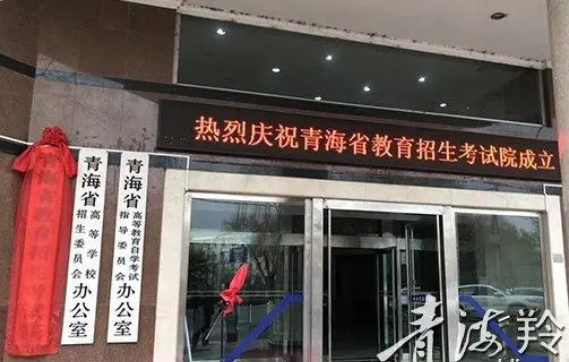 热烈庆祝青海省教育招生考试院成立
青海省高等学校招生委员会办公室
青海省高等教育自学考试指导委员会办公室
青海羚